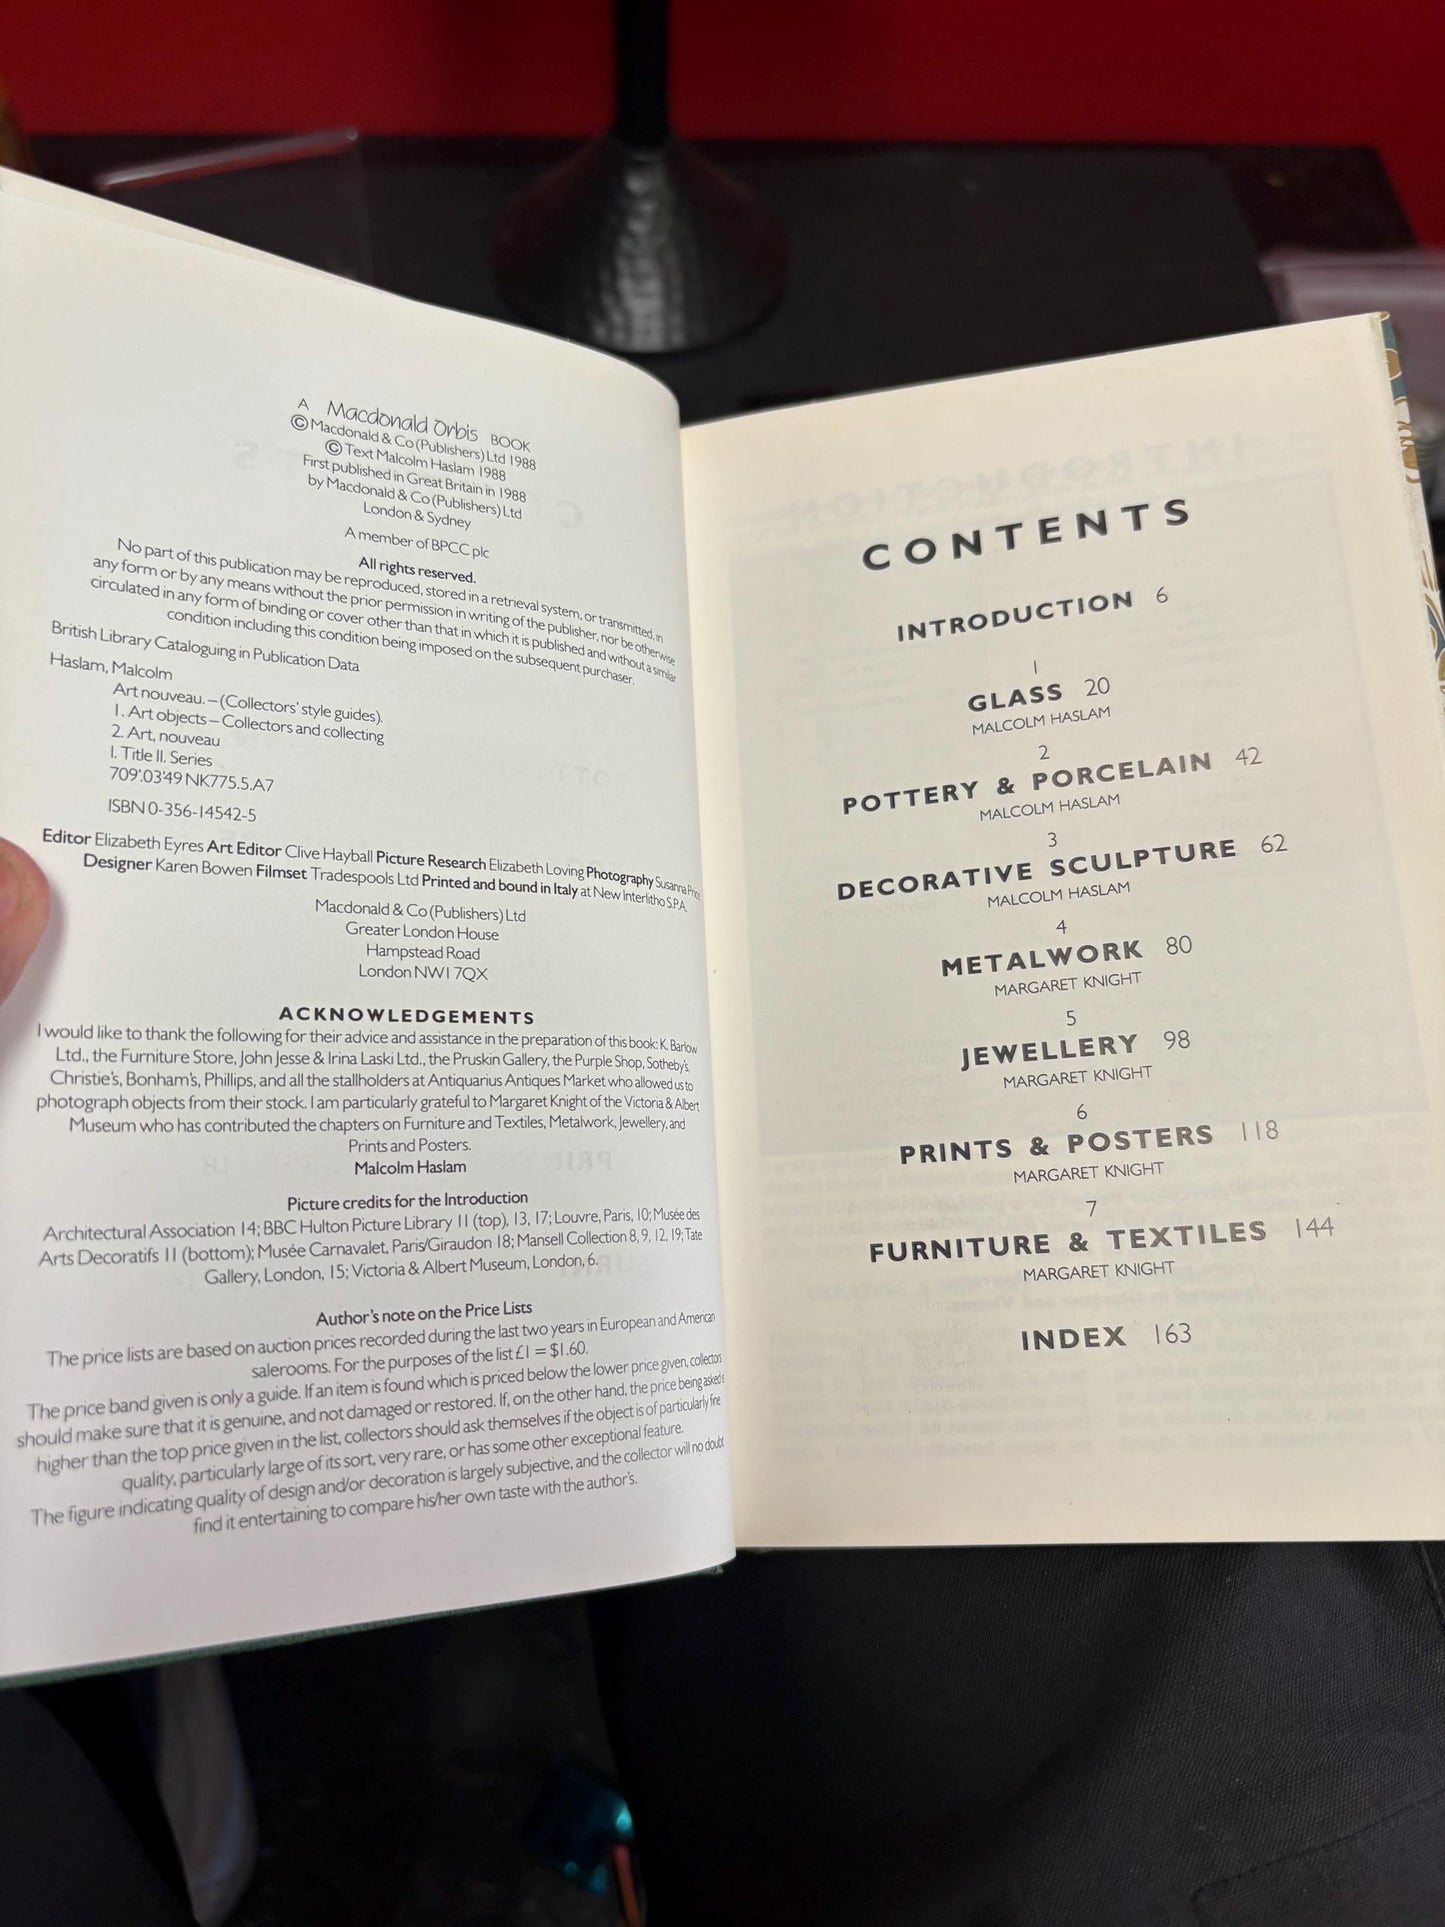 A Macdonald Orbis BOOK
© Macdonald & Co (Publishers) Ltd 1988
© Text Malcolm Haslam 1988
First published in Great Britain in 1988
by Macdonald & Co (Publishers) Ltd
London & Sydney
A member of BPCC plc
All rights reserved.
No part of this publication may be reproduced, stored in a retrieval system, or transmitted, in
any form or by any means without the prior permission in writing of the publisher, nor be otherwise
circulated in any form of binding or cover other than that in which it is published and without a similar
condition including this condition being imposed on the subsequent purchaser.
British Library Cataloguing in Publication Data
Haslam, Malcolm
Art nouveau. – (Collectors' style guides).
1. Art objects – Collectors and collecting
2. Art, nouveau
I. Title II. Series
709'.03'49 NK775.5.A7
ISBN 0-356-14542-5
Editor Elizabeth Eyres Art Editor Clive Hayball Picture Research Elizabeth Loving Photography Susanna Price
Designer Karen Bowen Filmset Tradespools Ltd Printed and bound in Italy at New Interlitho S.P.A.
Macdonald & Co (Publishers) Ltd
Greater London House
Hampstead Road
London NW1 7QX
ACKNOWLEDGEMENTS
I would like to thank the following for their advice and assistance in the preparation of this book: K. Barlow
Ltd., the Furniture Store, John Jesse & Irina Laski Ltd., the Pruskin Gallery, the Purple Shop, Sotheby's,
Christie's, Bonham's, Phillips, and all the stallholders at Antiquarius Antiques Market who allowed us to
photograph objects from their stock. I am particularly grateful to Margaret Knight of the Victoria & Albert
Museum who has contributed the chapters on Furniture and Textiles, Metalwork, Jewellery, and
Prints and Posters.
Malcolm Haslam
Picture credits for the Introduction
Architectural Association 14; BBC Hulton Picture Library 11 (top), 13, 17; Louvre, Paris, 10; Musée des
Arts Decoratifs 11 (bottom); Musée Carnavalet, Paris/Giraudon 18; Mansell Collection 8, 9, 12, 19; Tate
Gallery, London, 15; Victoria & Albert Museum, London, 6.
Author's note on the Price Lists
The price lists are based on auction prices recorded during the last two years in European and American
salerooms. For the purposes of the list £1 = $1.60.
The price band given is only a guide. If an item is found which is priced below the lower price given, collectors
should make sure that it is genuine, and not damaged or restored. If, on the other hand, the price being asked is
higher than the top price given in the list, collectors should ask themselves if the object is of particularly fine
quality, particularly large of its sort, very rare, or has some other exceptional feature.
The figure indicating quality of design and/or decoration is largely subjective, and the collector will no doubt
find it entertaining to compare his/her own taste with the author's.
CONTENTS
INTRODUCTION 6
1
GLASS 20
MALCOLM HASLAM
2
POTTERY & PORCELAIN 42
MALCOLM HASLAM
3
DECORATIVE SCULPTURE 62
MALCOLM HASLAM
4
METALWORK 80
MARGARET KNIGHT
5
JEWELLERY 98
MARGARET KNIGHT
6
PRINTS & POSTERS 118
MARGARET KNIGHT
7
FURNITURE & TEXTILES 144
MARGARET KNIGHT
INDEX 163